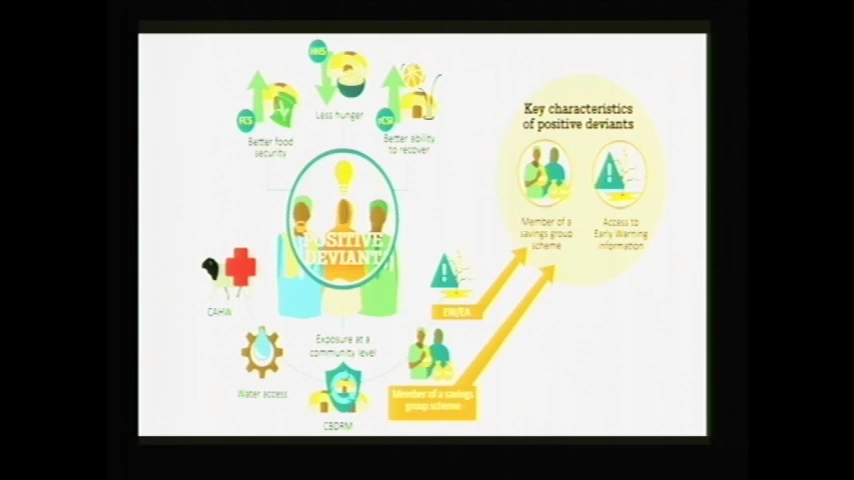 HHS
Less hunger
FCS
Better food
security
rCSI
Better ability
to recover
POSITIVE
DEVIANT
Key characteristics
of positive deviants
Member of a
savings group
scheme
Access to
Early Warning
information
CAHW
Water access
Exposure at a
community level
CBDRM
EW/EA
Member of a savings
group scheme